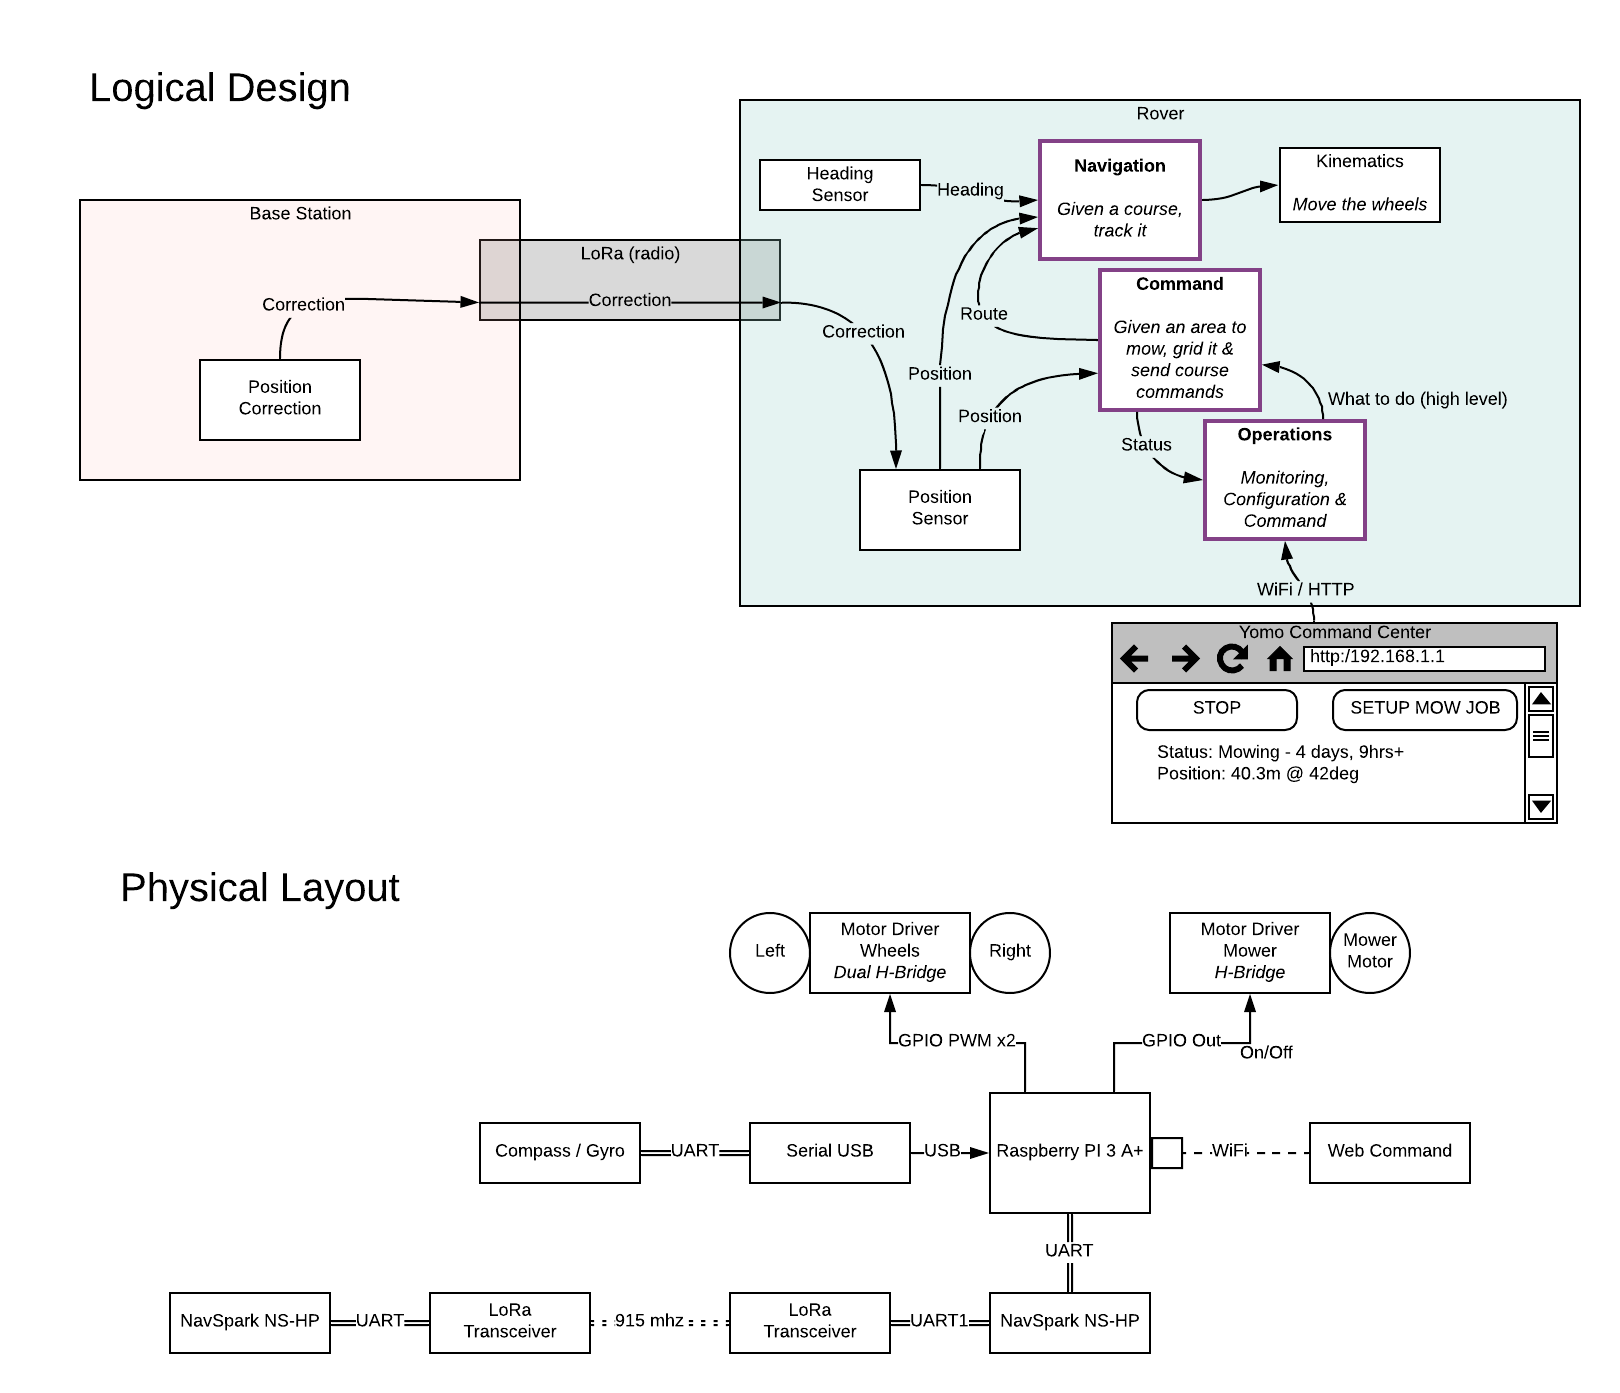 Logical Design
Rover
Heading
Sensor
Heading
Navigation
Given a course,
track it
Kinematics
Move the wheels
Base Station
LoRa (radio)
Correction
Correction
Correction
Position
Correction
Command
Given an area to
mow, grid it &
send course
commands
Route
Position
Position
What to do (high level)
Status
Operations
Monitoring,
Configuration &
Command
Position
Sensor
WiFi / HTTP
Yomo Command Center
http:/192.168.1.1
STOP
SETUP MOW JOB
Status: Mowing - 4 days, 9hrs+
Position: 40.3m @ 42deg
Physical Layout
Left
Motor Driver
Wheels
Dual H-Bridge
Right
Motor Driver
Mower
H-Bridge
Mower
Motor
GPIO PWM x2
GPIO Out
On/Off
Compass / Gyro
UART
Serial USB
USB
Raspberry PI 3 A+
WiFi
Web Command
UART
NavSpark NS-HP
UART
LoRa
Transceiver
915 mhz
LoRa
Transceiver
UART1
NavSpark NS-HP